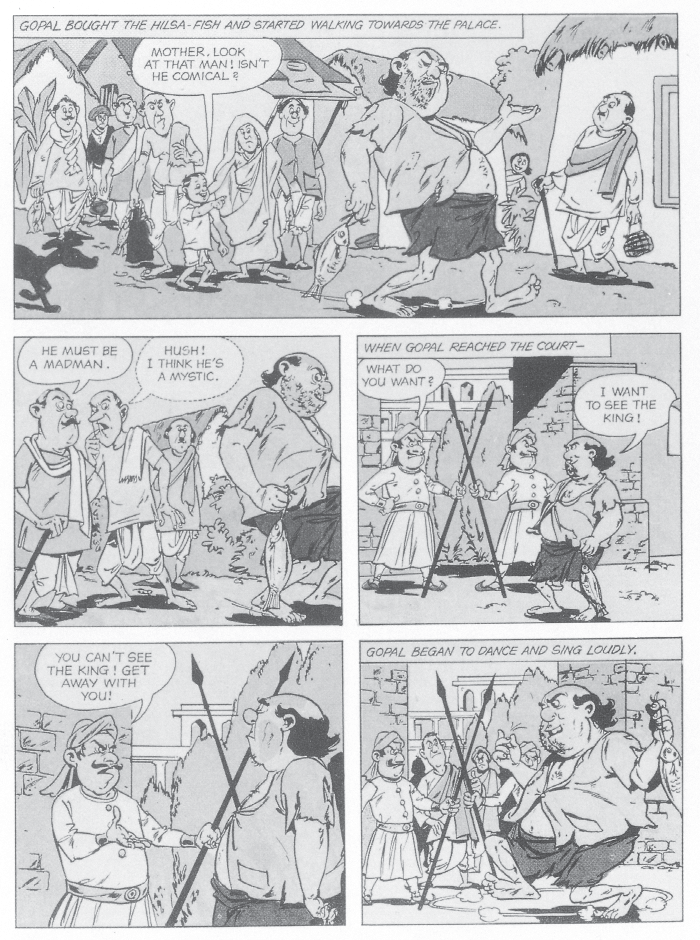 GOPAL BOUGHT THE HILSA-FISH AND STARTED WALKING TOWARDS THE PALACE.
MOTHER, LOOK
AT THAT MAN! ISN'T
HE COMICAL?
HE MUST BE
A MADMAN.
HUSH!
I THINK HE'S
A MYSTIC.
WHEN GOPAL REACHED THE COURT—
WHAT DO
YOU WANT?
I WANT
TO SEE THE
KING!
YOU CAN'T SEE
THE KING! GET
AWAY WITH
YOU!
GOPAL BEGAN TO DANCE AND SING LOUDLY.